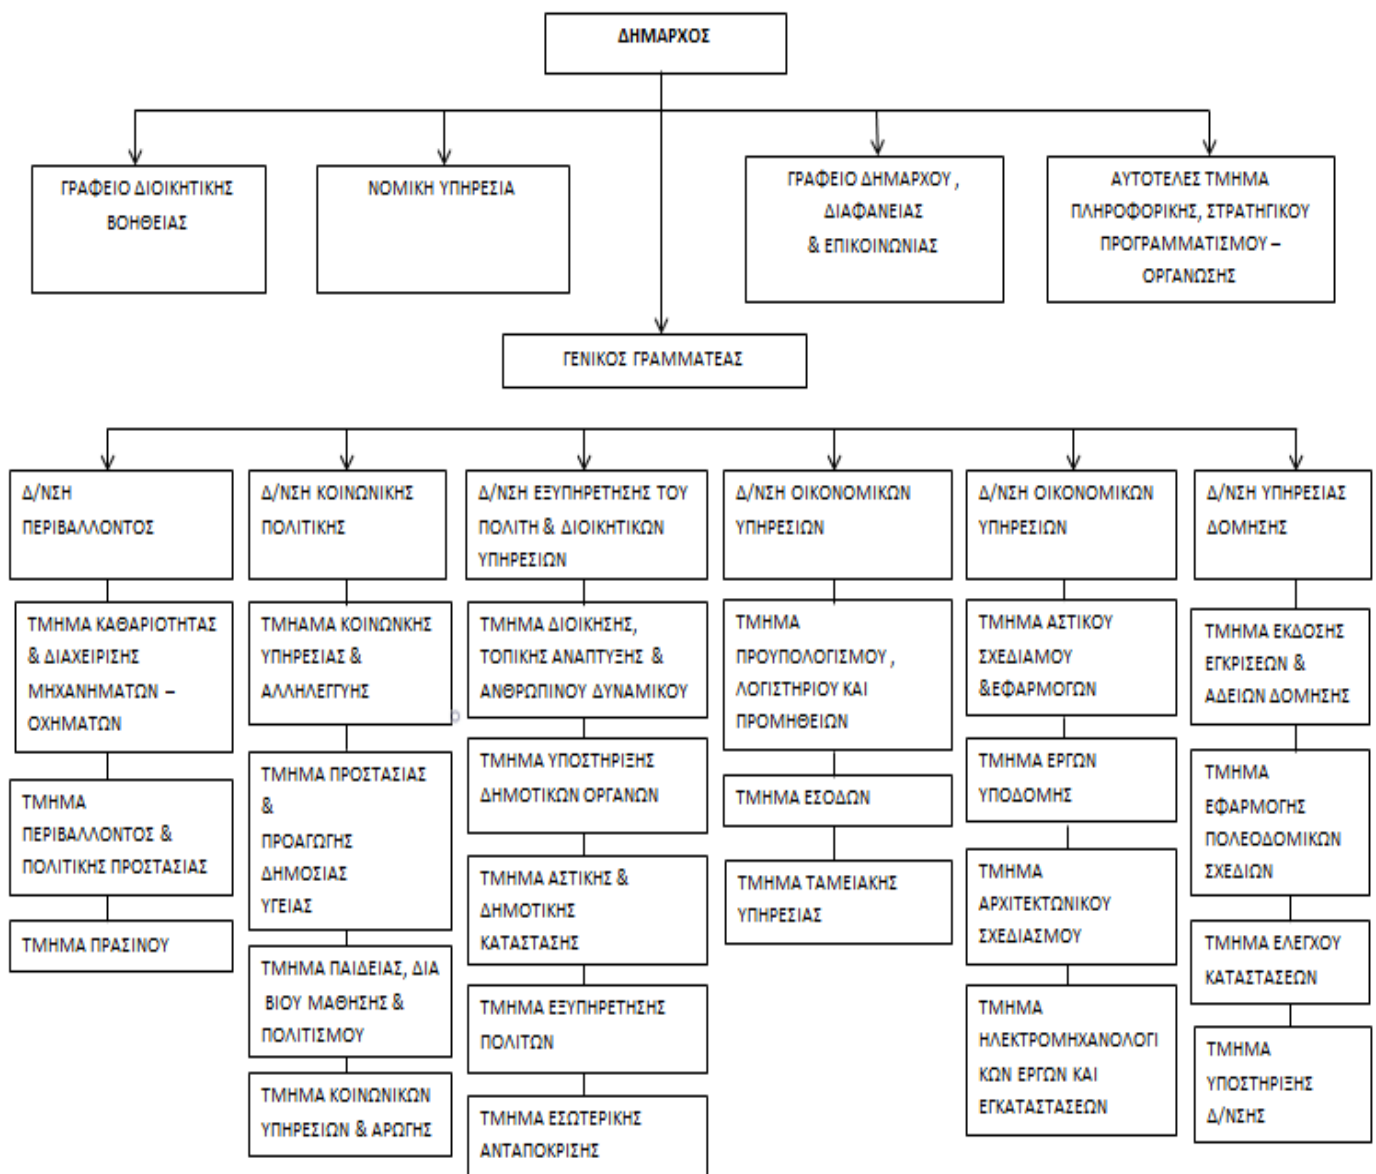 ΔΗΜΑΡΧΟΣ
ΓΡΑΦΕΙΟ ΔΙΟΙΚΗΤΙΚΗΣ
ΒΟΗΘΕΙΑΣ
ΝΟΜΙΚΗ ΥΠΗΡΕΣΙΑ
ΓΡΑΦΕΙΟ ΔΗΜΑΡΧΟΥ ,
ΔΙΑΦΑΝΕΙΑΣ
& ΕΠΙΚΟΙΝΩΝΙΑΣ
ΑΥΤΟΤΕΛΕΣ ΤΜΗΜΑ
ΠΛΗΡΟΦΟΡΙΚΗΣ, ΣΤΡΑΤΗΓΙΚΟΥ
ΠΡΟΓΡΑΜΜΑΤΙΣΜΟΥ –
ΟΡΓΑΝΩΣΗΣ
ΓΕΝΙΚΟΣ ΓΡΑΜΜΑΤΕΑΣ
Δ/ΝΣΗ
ΠΕΡΙΒΑΛΛΟΝΤΟΣ
ΤΜΗΜΑ ΚΑΘΑΡΙΟΤΗΤΑΣ
& ΔΙΑΧΕΙΡΙΣΗΣ
ΜΗΧΑΝΗΜΑΤΩΝ –
ΟΧΗΜΑΤΩΝ
ΤΜΗΜΑ
ΠΕΡΙΒΑΛΛΟΝΤΟΣ &
ΠΟΛΙΤΙΚΗΣ ΠΡΟΣΤΑΣΙΑΣ
ΤΜΗΜΑ ΠΡΑΣΙΝΟΥ
Δ/ΝΣΗ ΚΟΙΝΩΝΙΚΗΣ
ΠΟΛΙΤΙΚΗΣ
ΤΜΗΑΜΑ ΚΟΙΝΩΝΚΗΣ
ΥΠΗΡΕΣΙΑΣ &
ΑΛΛΗΛΕΓΓΥΗΣ
ΤΜΗΜΑ ΠΡΟΣΤΑΣΙΑΣ
&
ΠΡΟΑΓΩΓΗΣ
ΔΗΜΟΣΙΑΣ
ΥΓΕΙΑΣ
ΤΜΗΜΑ ΠΑΙΔΕΙΑΣ, ΔΙΑ
ΒΙΟΥ ΜΑΘΗΣΗΣ &
ΠΟΛΙΤΙΣΜΟΥ
ΤΜΗΜΑ ΚΟΙΝΩΝΙΚΩΝ
ΥΠΗΡΕΣΙΩΝ & ΑΡΩΓΗΣ
Δ/ΝΣΗ ΕΞΥΠΗΡΕΤΗΣΗΣ ΤΟΥ
ΠΟΛΙΤΗ & ΔΙΟΙΚΗΤΙΚΩΝ
ΥΠΗΡΕΣΙΩΝ
ΤΜΗΜΑ ΔΙΟΙΚΗΣΗΣ,
ΤΟΠΙΚΗΣ ΑΝΑΠΤΥΞΗΣ &
ΑΝΘΡΩΠΙΝΟΥ ΔΥΝΑΜΙΚΟΥ
ΤΜΗΜΑ ΥΠΟΣΤΗΡΙΞΗΣ
ΔΗΜΟΤΙΚΩΝ ΟΡΓΑΝΩΝ
ΤΜΗΜΑ ΑΣΤΙΚΗΣ &
ΔΗΜΟΤΙΚΗΣ
ΚΑΤΑΣΤΑΣΗΣ
ΤΜΗΜΑ ΕΞΥΠΗΡΕΤΗΣΗΣ
ΠΟΛΙΤΩΝ
ΤΜΗΜΑ ΕΣΩΤΕΡΙΚΗΣ
ΑΝΤΑΠΟΚΡΙΣΗΣ
Δ/ΝΣΗ ΟΙΚΟΝΟΜΙΚΩΝ
ΥΠΗΡΕΣΙΩΝ
ΤΜΗΜΑ
ΠΡΟΥΠΟΛΟΓΙΣΜΟΥ ,
ΛΟΓΙΣΤΗΡΙΟΥ ΚΑΙ
ΠΡΟΜΗΘΕΙΩΝ
ΤΜΗΜΑ ΕΣΟΔΩΝ
ΤΜΗΜΑ ΤΑΜΕΙΑΚΗΣ
ΥΠΗΡΕΣΙΑΣ
Δ/ΝΣΗ ΟΙΚΟΝΟΜΙΚΩΝ
ΥΠΗΡΕΣΙΩΝ
ΤΜΗΜΑ ΑΣΤΙΚΟΥ
ΣΧΕΔΙΑΜΟΥ
&ΕΦΑΡΜΟΓΩΝ
ΤΜΗΜΑ ΕΡΓΩΝ
ΥΠΟΔΟΜΗΣ
ΤΜΗΜΑ
ΑΡΧΙΤΕΚΤΩΝΙΚΟΥ
ΣΧΕΔΙΑΣΜΟΥ
ΤΜΗΜΑ
ΗΛΕΚΤΡΟΜΗΧΑΝΟΛΟΓΙ
ΚΩΝ ΕΡΓΩΝ ΚΑΙ
ΕΓΚΑΤΑΣΤΑΣΕΩΝ
Δ/ΝΣΗ ΥΠΗΡΕΣΙΑΣ
ΔΟΜΗΣΗΣ
ΤΜΗΜΑ ΕΚΔΟΣΗΣ
ΕΓΚΡΙΣΕΩΝ &
ΑΔΕΙΩΝ ΔΟΜΗΣΗΣ
ΤΜΗΜΑ
ΕΦΑΡΜΟΓΗΣ
ΠΟΛΕΟΔΟΜΙΚΩΝ
ΣΧΕΔΙΩΝ
ΤΜΗΜΑ ΕΛΕΓΧΟΥ
ΚΑΤΑΣΤΑΣΕΩΝ
ΤΜΗΜΑ
ΥΠΟΣΤΗΡΙΞΗΣ
Δ/ΝΣΗΣ